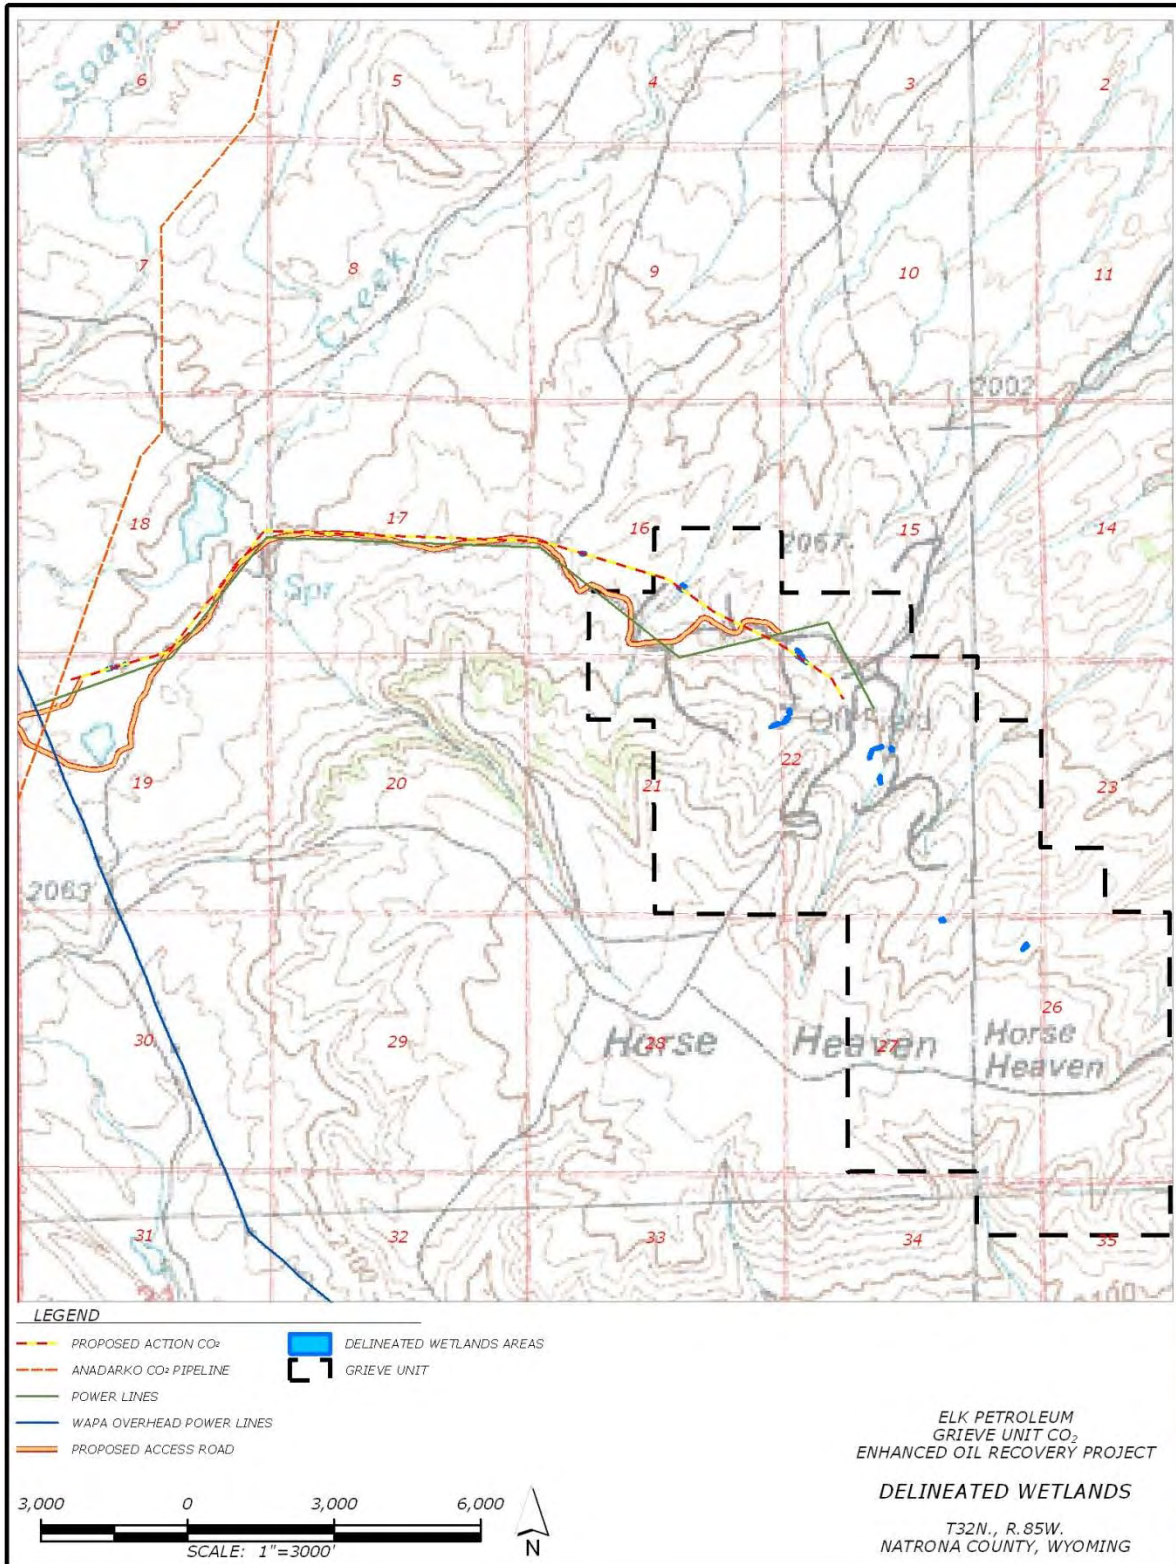 Soap
6
5
4
3
2
7
8
Creek
9
10
11
2002
18
17
16
2067
15
14
Spr
19
20
21
22
23
2063
30
29
28
27
26
Horse
Heaven
Horse
Heaven
31
32
33
34
35
2100
LEGEND
PROPOSED ACTION CO₂
ANADARKO CO₂ PIPELINE
POWER LINES
WAPA OVERHEAD POWER LINES
PROPOSED ACCESS ROAD
DELINEATED WETLANDS AREAS
GRIEVE UNIT
3,000 0 3,000 6,000
SCALE: 1"=3000'
N
ELK PETROLEUM
GRIEVE UNIT CO₂
ENHANCED OIL RECOVERY PROJECT
DELINEATED WETLANDS
T32N., R.85W.
NATRONA COUNTY, WYOMING